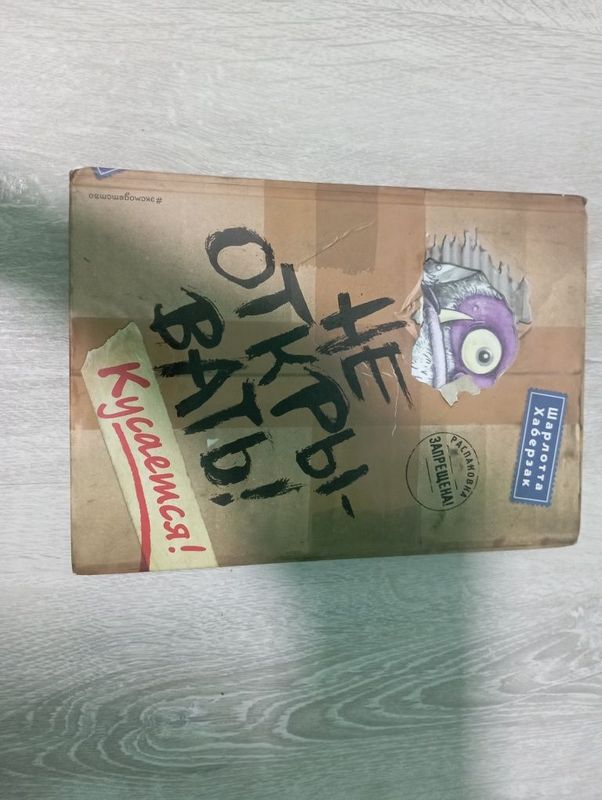 Шарлотта
Хаберзак
РАСПАКОВКА
ЗАПРЕЩЕНА!
НЕ
ОТКРЫ-
ВАТЬ!
Кусается!
#эксмодетство